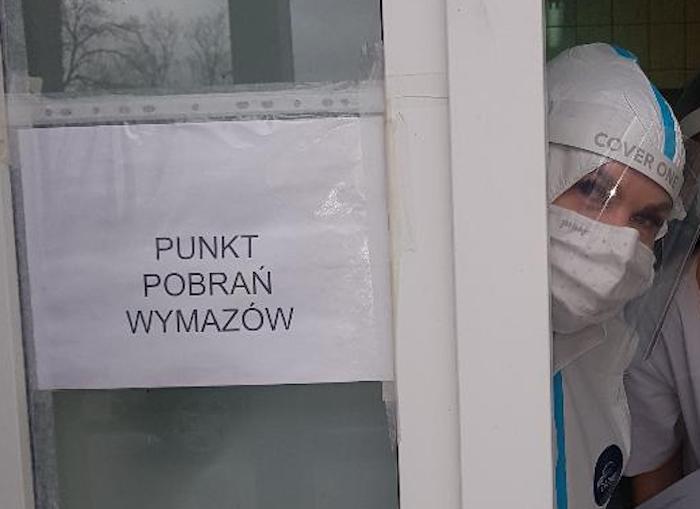 PUNKT
POBRAŃ
WYMAZÓW
COVER ONE